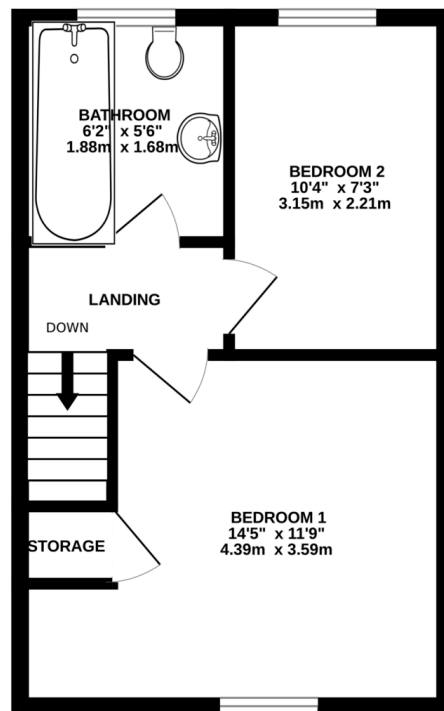 BATHROOM
6'2" x 5'6"
1.88m x 1.68m
BEDROOM 2
10'4" x 7'3"
3.15m x 2.21m
LANDING
DOWN
BEDROOM 1
14'5" x 11'9"
4.39m x 3.59m
STORAGE